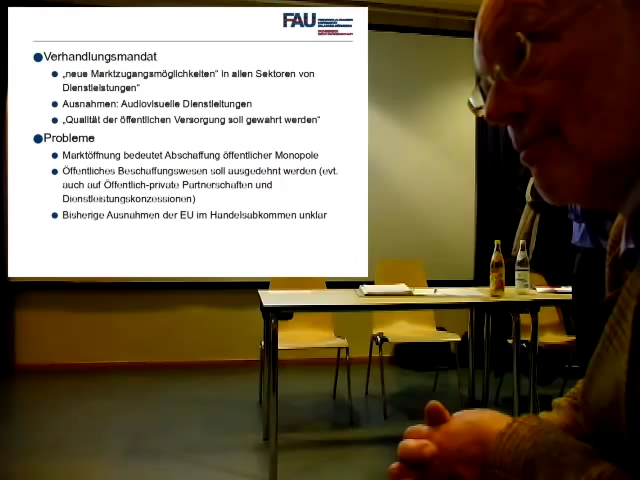 FAU
Verhandlungsmandat
„neue Marktzugangsmöglichkeiten“ in allen Sektoren von
Dienstleistungen“
Ausnahmen: Audiovisuelle Dienstleitungen
„Qualität der öffentlichen Versorgung soll gewahrt werden“
Probleme
Marktöffnung bedeutet Abschaffung öffentlicher Monopole
Öffentliches Beschaffungswesen soll ausgedehnt werden (evt.
auch auf Öffentlich-private Partnerschaften und
Dienstleistungskonzessionen)
Bisherige Ausnahmen der EU im Handelsabkommen unklar